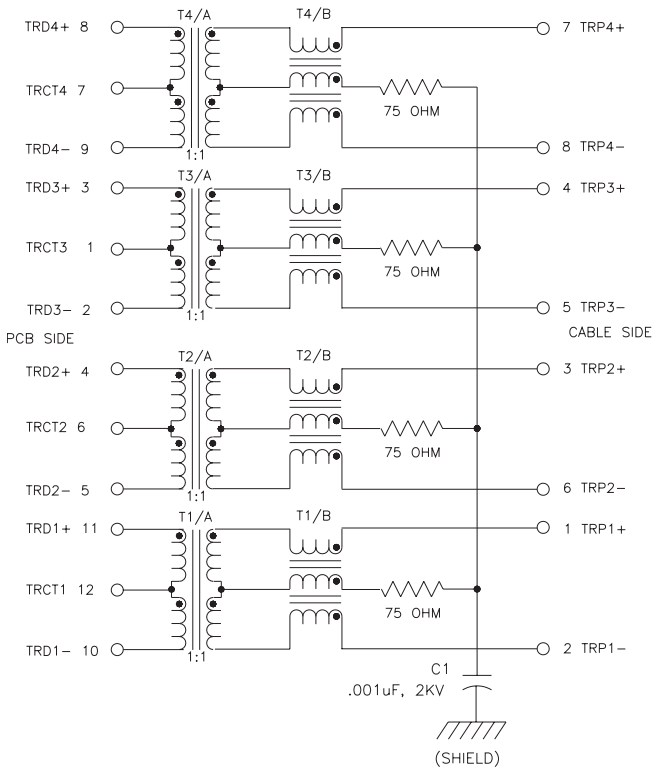 T4/A T4/B
TRD4+ 8 7 TRP4+
TRCT4 7
75 OHM
TRD4- 9 8 TRP4-
1:1
T3/A T3/B
TRD3+ 3 4 TRP3+
TRCT3 1
75 OHM
TRD3- 2 5 TRP3-
1:1
PCB SIDE CABLE SIDE
T2/A T2/B
TRD2+ 4 3 TRP2+
TRCT2 6
75 OHM
TRD2- 5 6 TRP2-
1:1
T1/A T1/B
TRD1+ 11 1 TRP1+
TRCT1 12
75 OHM
TRD1- 10 2 TRP1-
1:1
C1
.001uF, 2KV
(SHIELD)